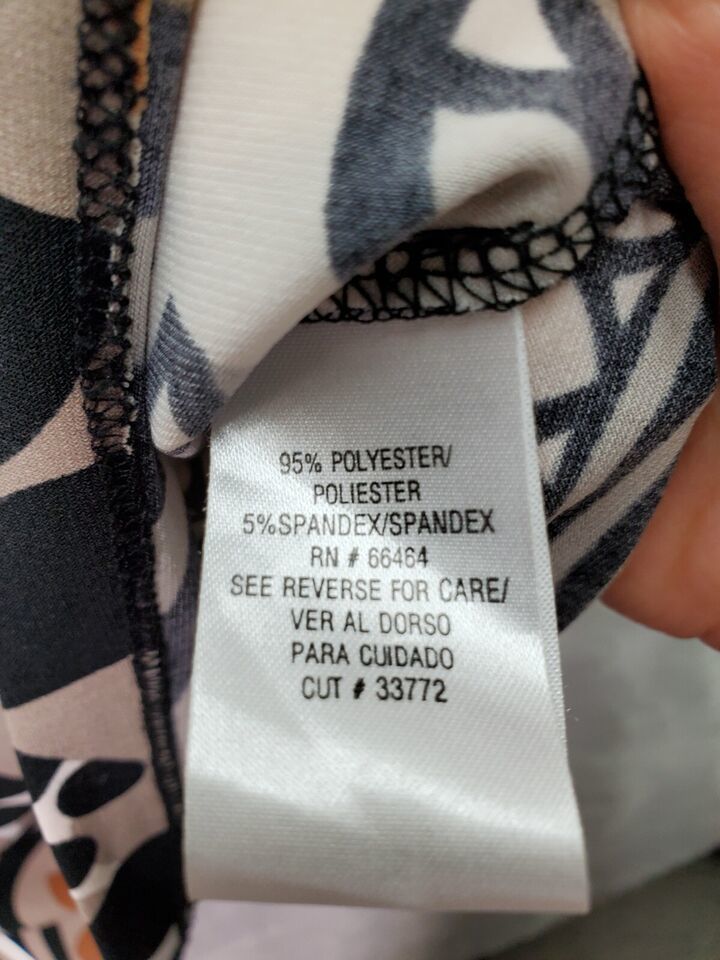 95% POLYESTER/
POLIESTER
5%SPANDEX/SPANDEX
RN # 66464
SEE REVERSE FOR CARE/
VER AL DORSO
PARA CUIDADO
CUT # 33772